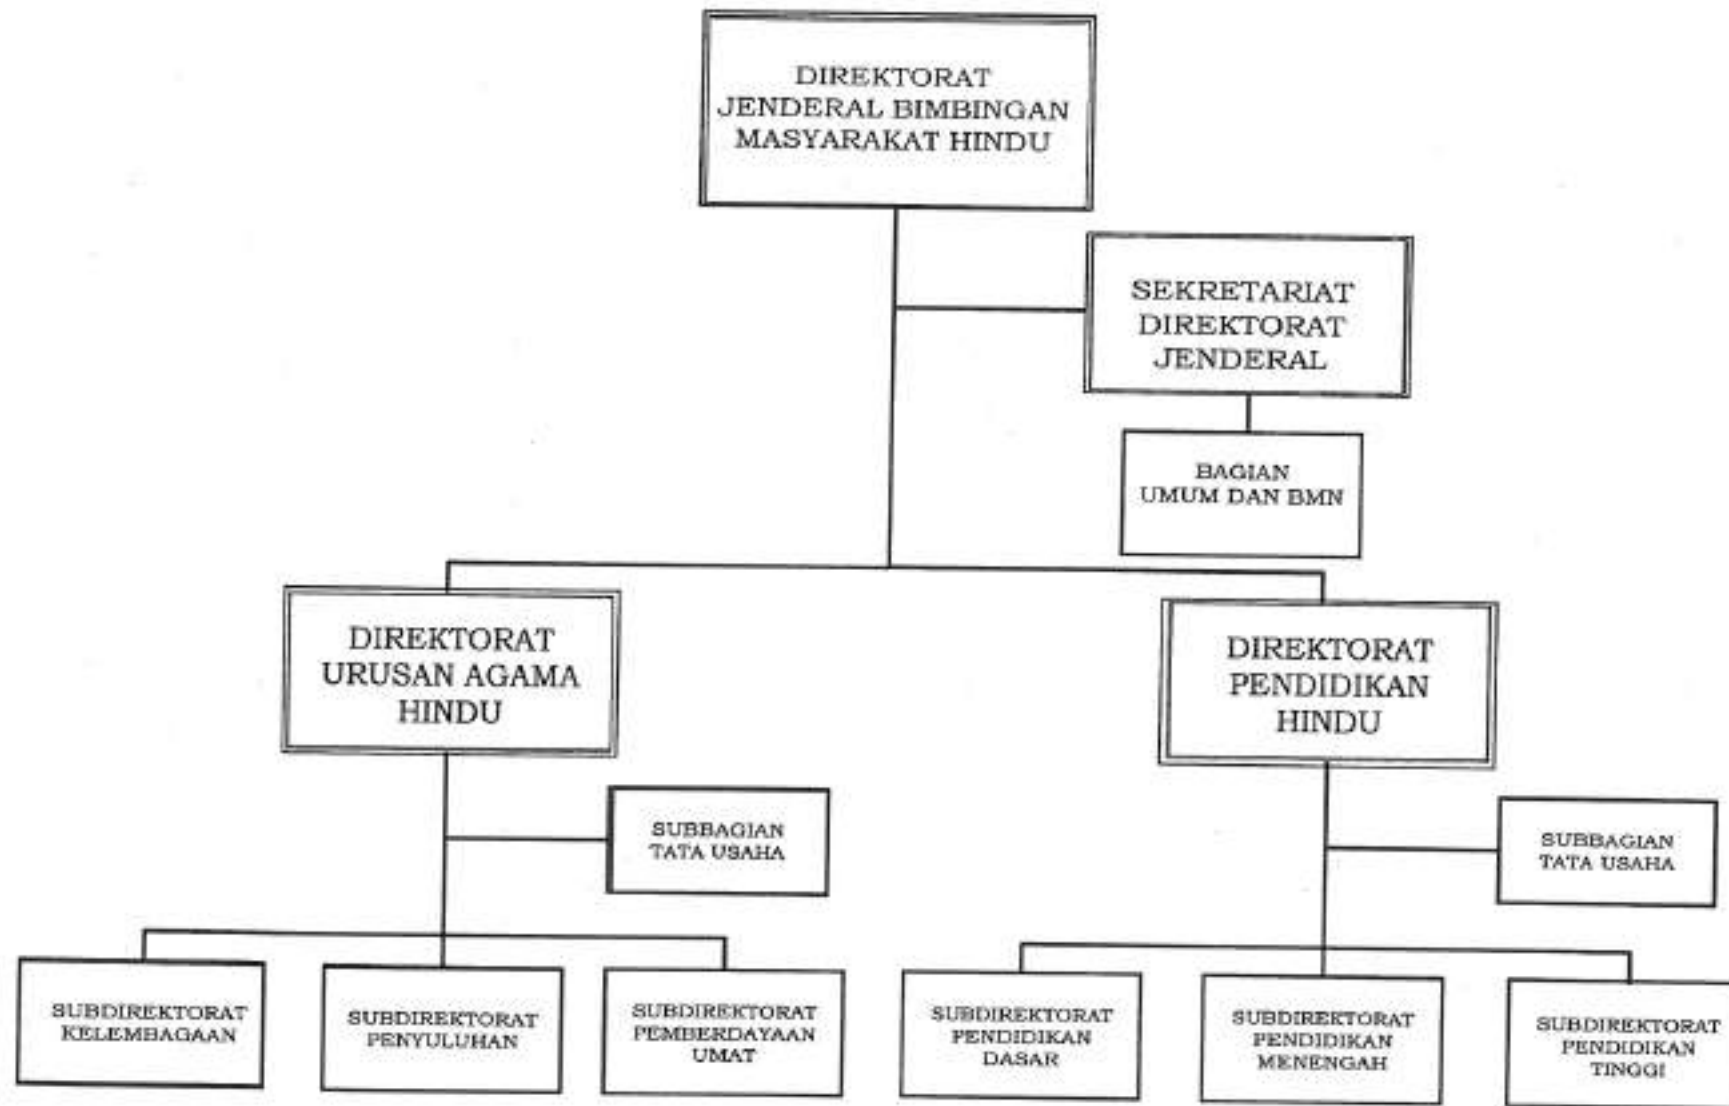 DIREKTORAT
JENDERAL BIMBINGAN
MASYARAKAT HINDU
SEKRETARIAT
DIREKTORAT
JENDERAL
BAGIAN
UMUM DAN BMN
DIREKTORAT
URUSAN AGAMA
HINDU
DIREKTORAT
PENDIDIKAN
HINDU
SUBBAGIAN
TATA USAHA
SUBBAGIAN
TATA USAHA
SUBDIREKTORAT
KELEMBAGAAN
SUBDIREKTORAT
PENYULUHAN
SUBDIREKTORAT
PEMBERDAYAAN
UMAT
SUBDIREKTORAT
PENDIDIKAN
DASAR
SUBDIREKTORAT
PENDIDIKAN
MENENGAH
SUBDIREKTORAT
PENDIDIKAN
TINGGI